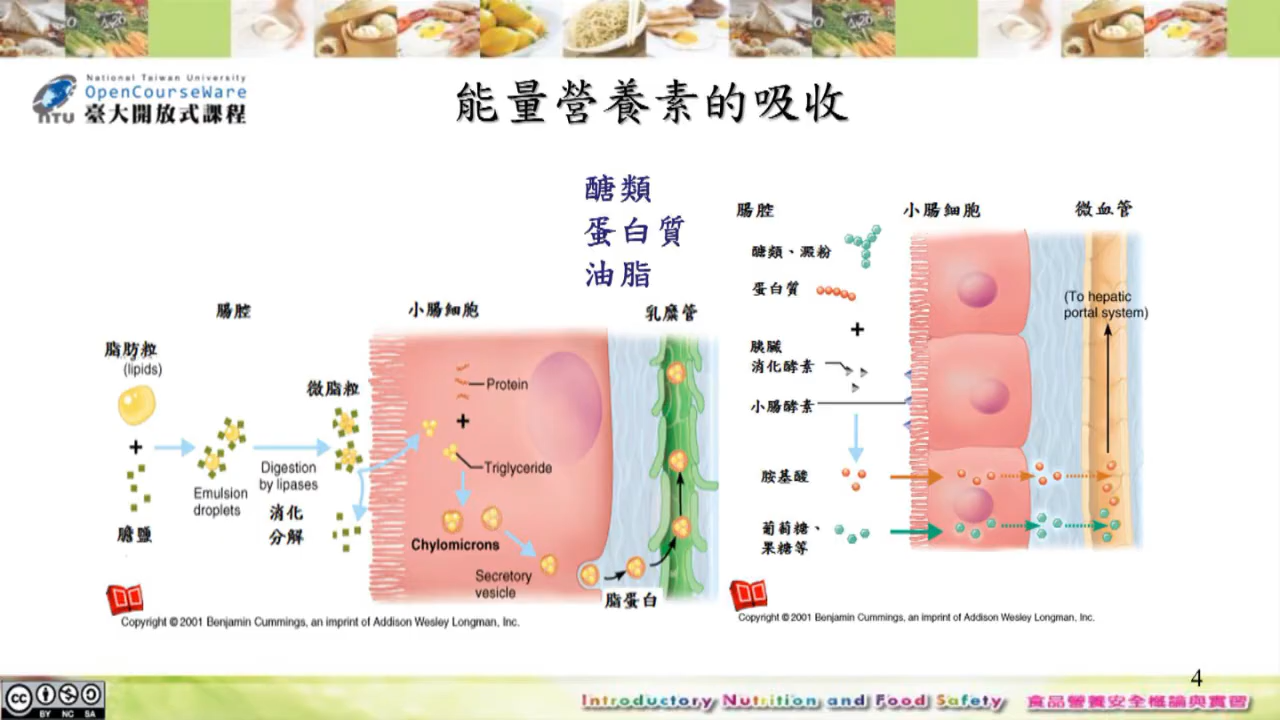 National Taiwan University
OpenCourseWare
NTU 臺大開放式課程
能量營養素的吸收
醣類
蛋白質
油脂
腸腔
小腸細胞
乳糜管
脂肪粒
(lipids)
微脂粒
Protein
+
+
Triglyceride
Digestion
by lipases
Emulsion
droplets
消化
分解
膽鹽
Chylomicrons
Secretory
vesicle
脂蛋白
Copyright © 2001 Benjamin Cummings, an imprint of Addison Wesley Longman, Inc.
腸腔
小腸細胞
微血管
醣類、澱粉
蛋白質
(To hepatic
portal system)
+
胰臟
消化酵素
小腸酵素
胺基酸
葡萄糖、
果糖等
Copyright © 2001 Benjamin Cummings, an imprint of Addison Wesley Longman, Inc.
4
cc BY NC SA
Introductory Nutrition and Food Safety 食品營養安全概論與實習